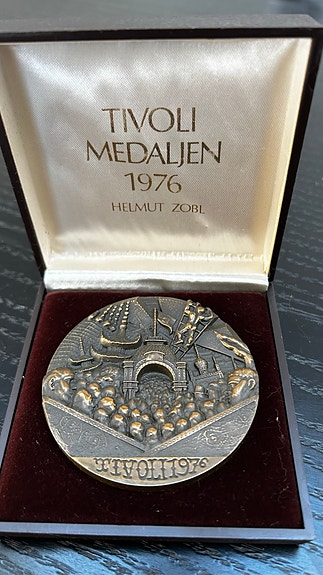 TIVOLI
MEDALJEN
1976
HELMUT ZOBL
TIVOLI 1976